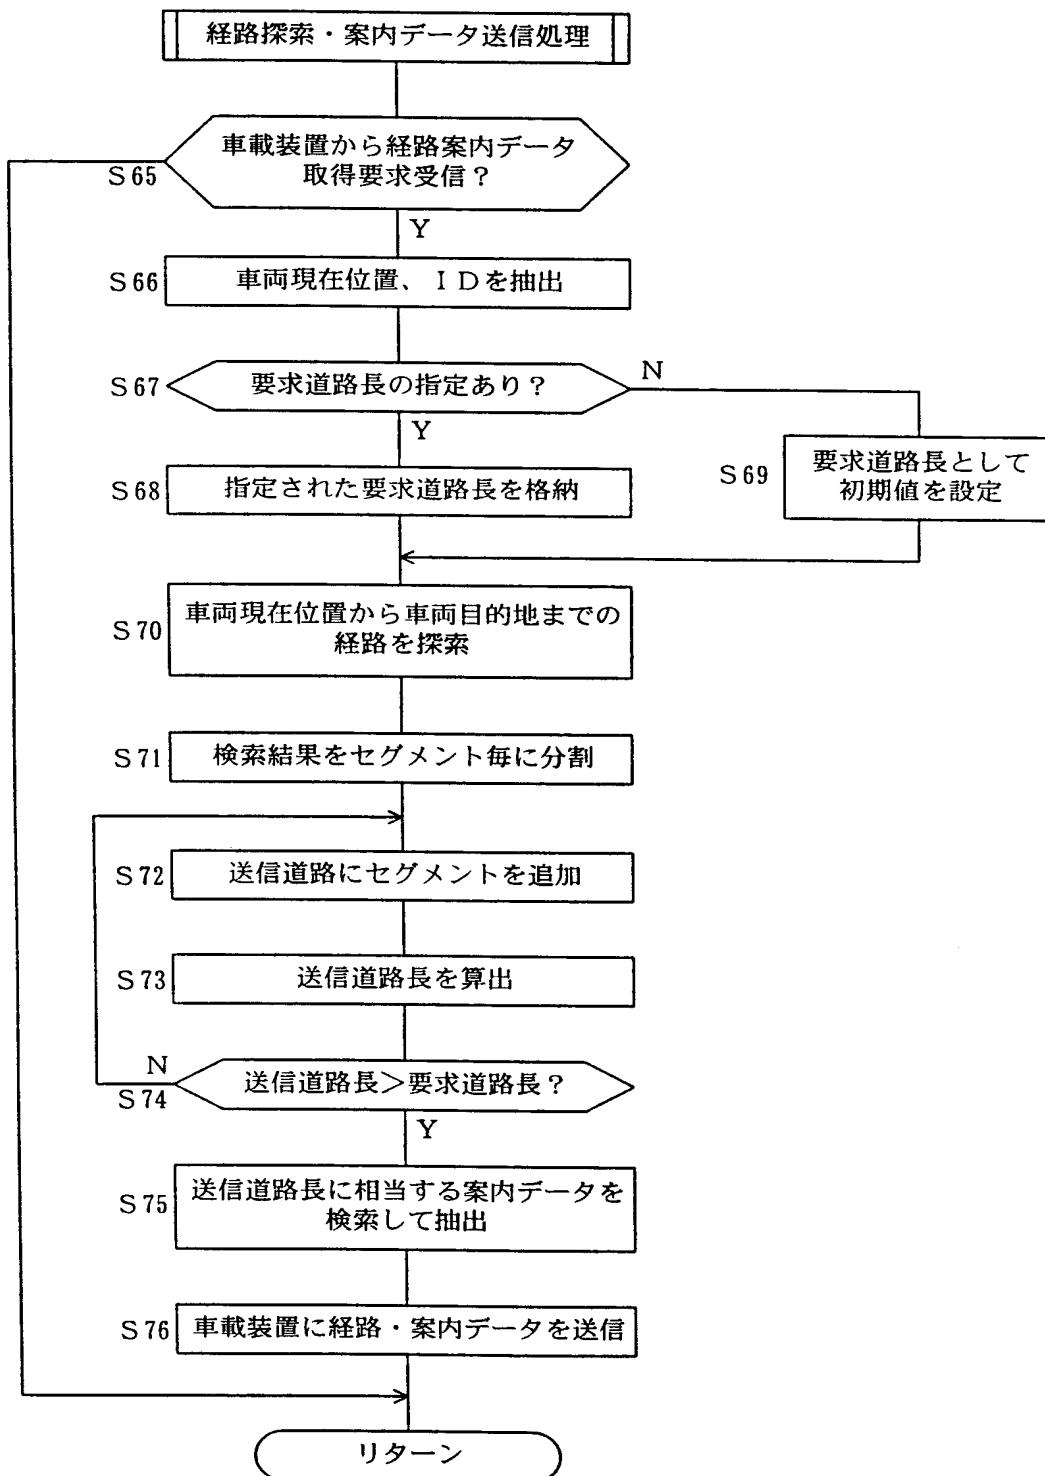 経路探索・案内データ送信処理
車載装置から経路案内データ
取得要求受信?
S65
Y
S66
車両現在位置、IDを抽出
S67
要求道路長の指定あり?
N
Y
S68
指定された要求道路長を格納
S69
要求道路長として
初期値を設定
S70
車両現在位置から車両目的地までの
経路を探索
S71
検索結果をセグメント毎に分割
S72
送信道路にセグメントを追加
S73
送信道路長を算出
N
S74
送信道路長>要求道路長?
Y
S75
送信道路長に相当する案内データを
検索して抽出
S76
車載装置に経路・案内データを送信
リターン